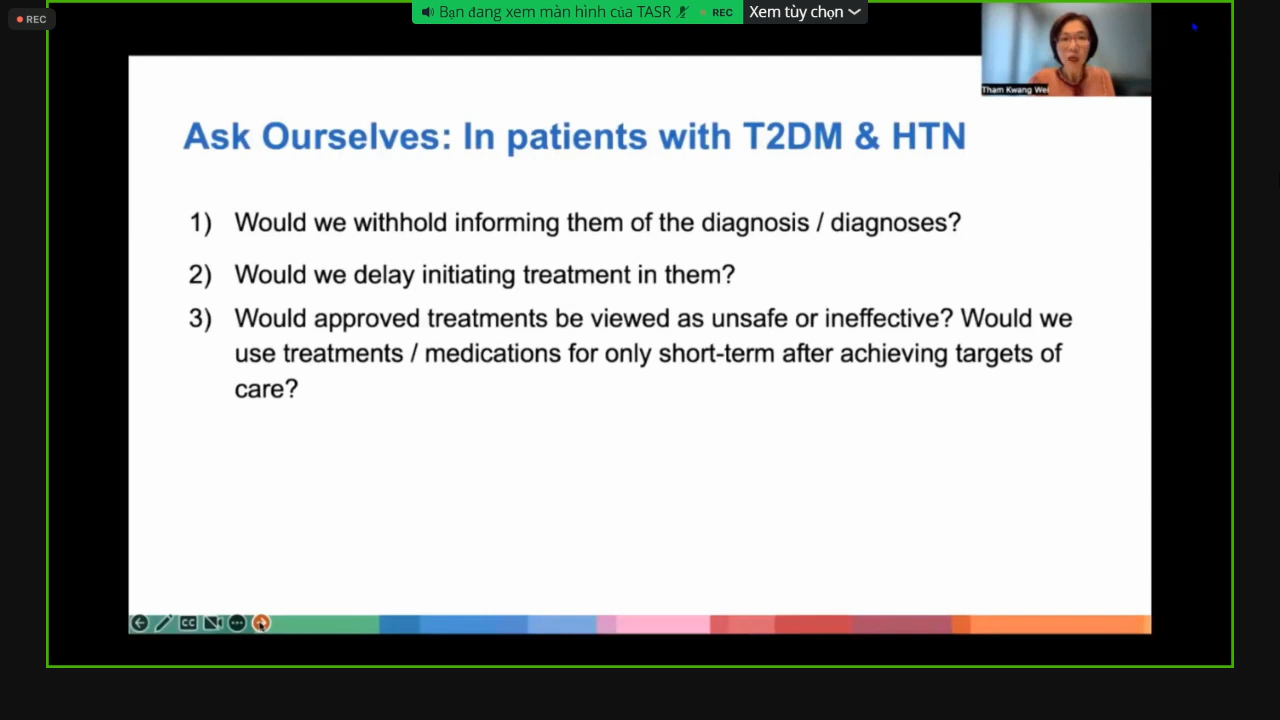 REC
Bạn đang xem màn hình của TASR
REC
Xem tùy chọn
Tham Kwang Wei
Ask Ourselves: In patients with T2DM & HTN
1) Would we withhold informing them of the diagnosis / diagnoses?
2) Would we delay initiating treatment in them?
3) Would approved treatments be viewed as unsafe or ineffective? Would we
use treatments / medications for only short-term after achieving targets of
care?
CC